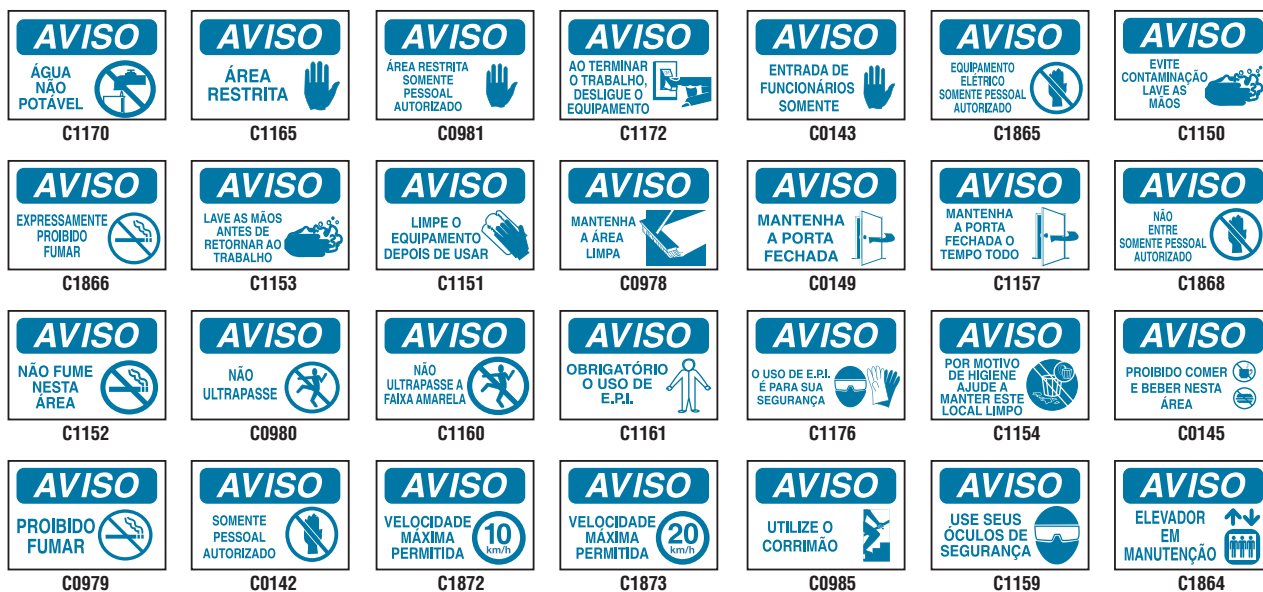 AVISO
ÁGUA
NÃO
POTÁVEL
C1170
AVISO
ÁREA
RESTRITA
C1165
AVISO
ÁREA RESTRITA
SOMENTE
PESSOAL
AUTORIZADO
C0981
AVISO
AO TERMINAR
O TRABALHO,
DESLIGUE O
EQUIPAMENTO
C1172
AVISO
ENTRADA DE
FUNCIONÁRIOS
SOMENTE
C0143
AVISO
EQUIPAMENTO
ELÉTRICO
SOMENTE PESSOAL
AUTORIZADO
C1865
AVISO
EVITE
CONTAMINAÇÃO
LAVE AS
MÃOS
C1150
AVISO
EXPRESSAMENTE
PROIBIDO
FUMAR
C1866
AVISO
LAVE AS MÃOS
ANTES DE
RETORNAR AO
TRABALHO
C1153
AVISO
LIMPE O
EQUIPAMENTO
DEPOIS DE USAR
C1151
AVISO
MANTENHA
A ÁREA
LIMPA
C0978
AVISO
MANTENHA
A PORTA
FECHADA
C0149
AVISO
MANTENHA
A PORTA
FECHADA O
TEMPO TODO
C1157
AVISO
NÃO
ENTRE
SOMENTE PESSOAL
AUTORIZADO
C1868
AVISO
NÃO FUME
NESTA
ÁREA
C1152
AVISO
NÃO
ULTRAPASSE
C0980
AVISO
NÃO
ULTRAPASSE A
FAIXA AMARELA
C1160
AVISO
OBRIGATÓRIO
O USO DE
E.P.I.
C1161
AVISO
O USO DE E.P.I.
É PARA SUA
SEGURANÇA
C1176
AVISO
POR MOTIVO
DE HIGIENE
AJUDE A
MANTER ESTE
LOCAL LIMPO
C1154
AVISO
PROIBIDO COMER
E BEBER NESTA
ÁREA
C0145
AVISO
PROIBIDO
FUMAR
C0979
AVISO
SOMENTE
PESSOAL
AUTORIZADO
C0142
AVISO
VELOCIDADE
MÁXIMA
PERMITIDA
10
km/h
C1872
AVISO
VELOCIDADE
MÁXIMA
PERMITIDA
20
km/h
C1873
AVISO
UTILIZE O
CORRIMÃO
C0985
AVISO
USE SEUS
ÓCULOS DE
SEGURANÇA
C1159
AVISO
ELEVADOR
EM
MANUTENÇÃO
C1864